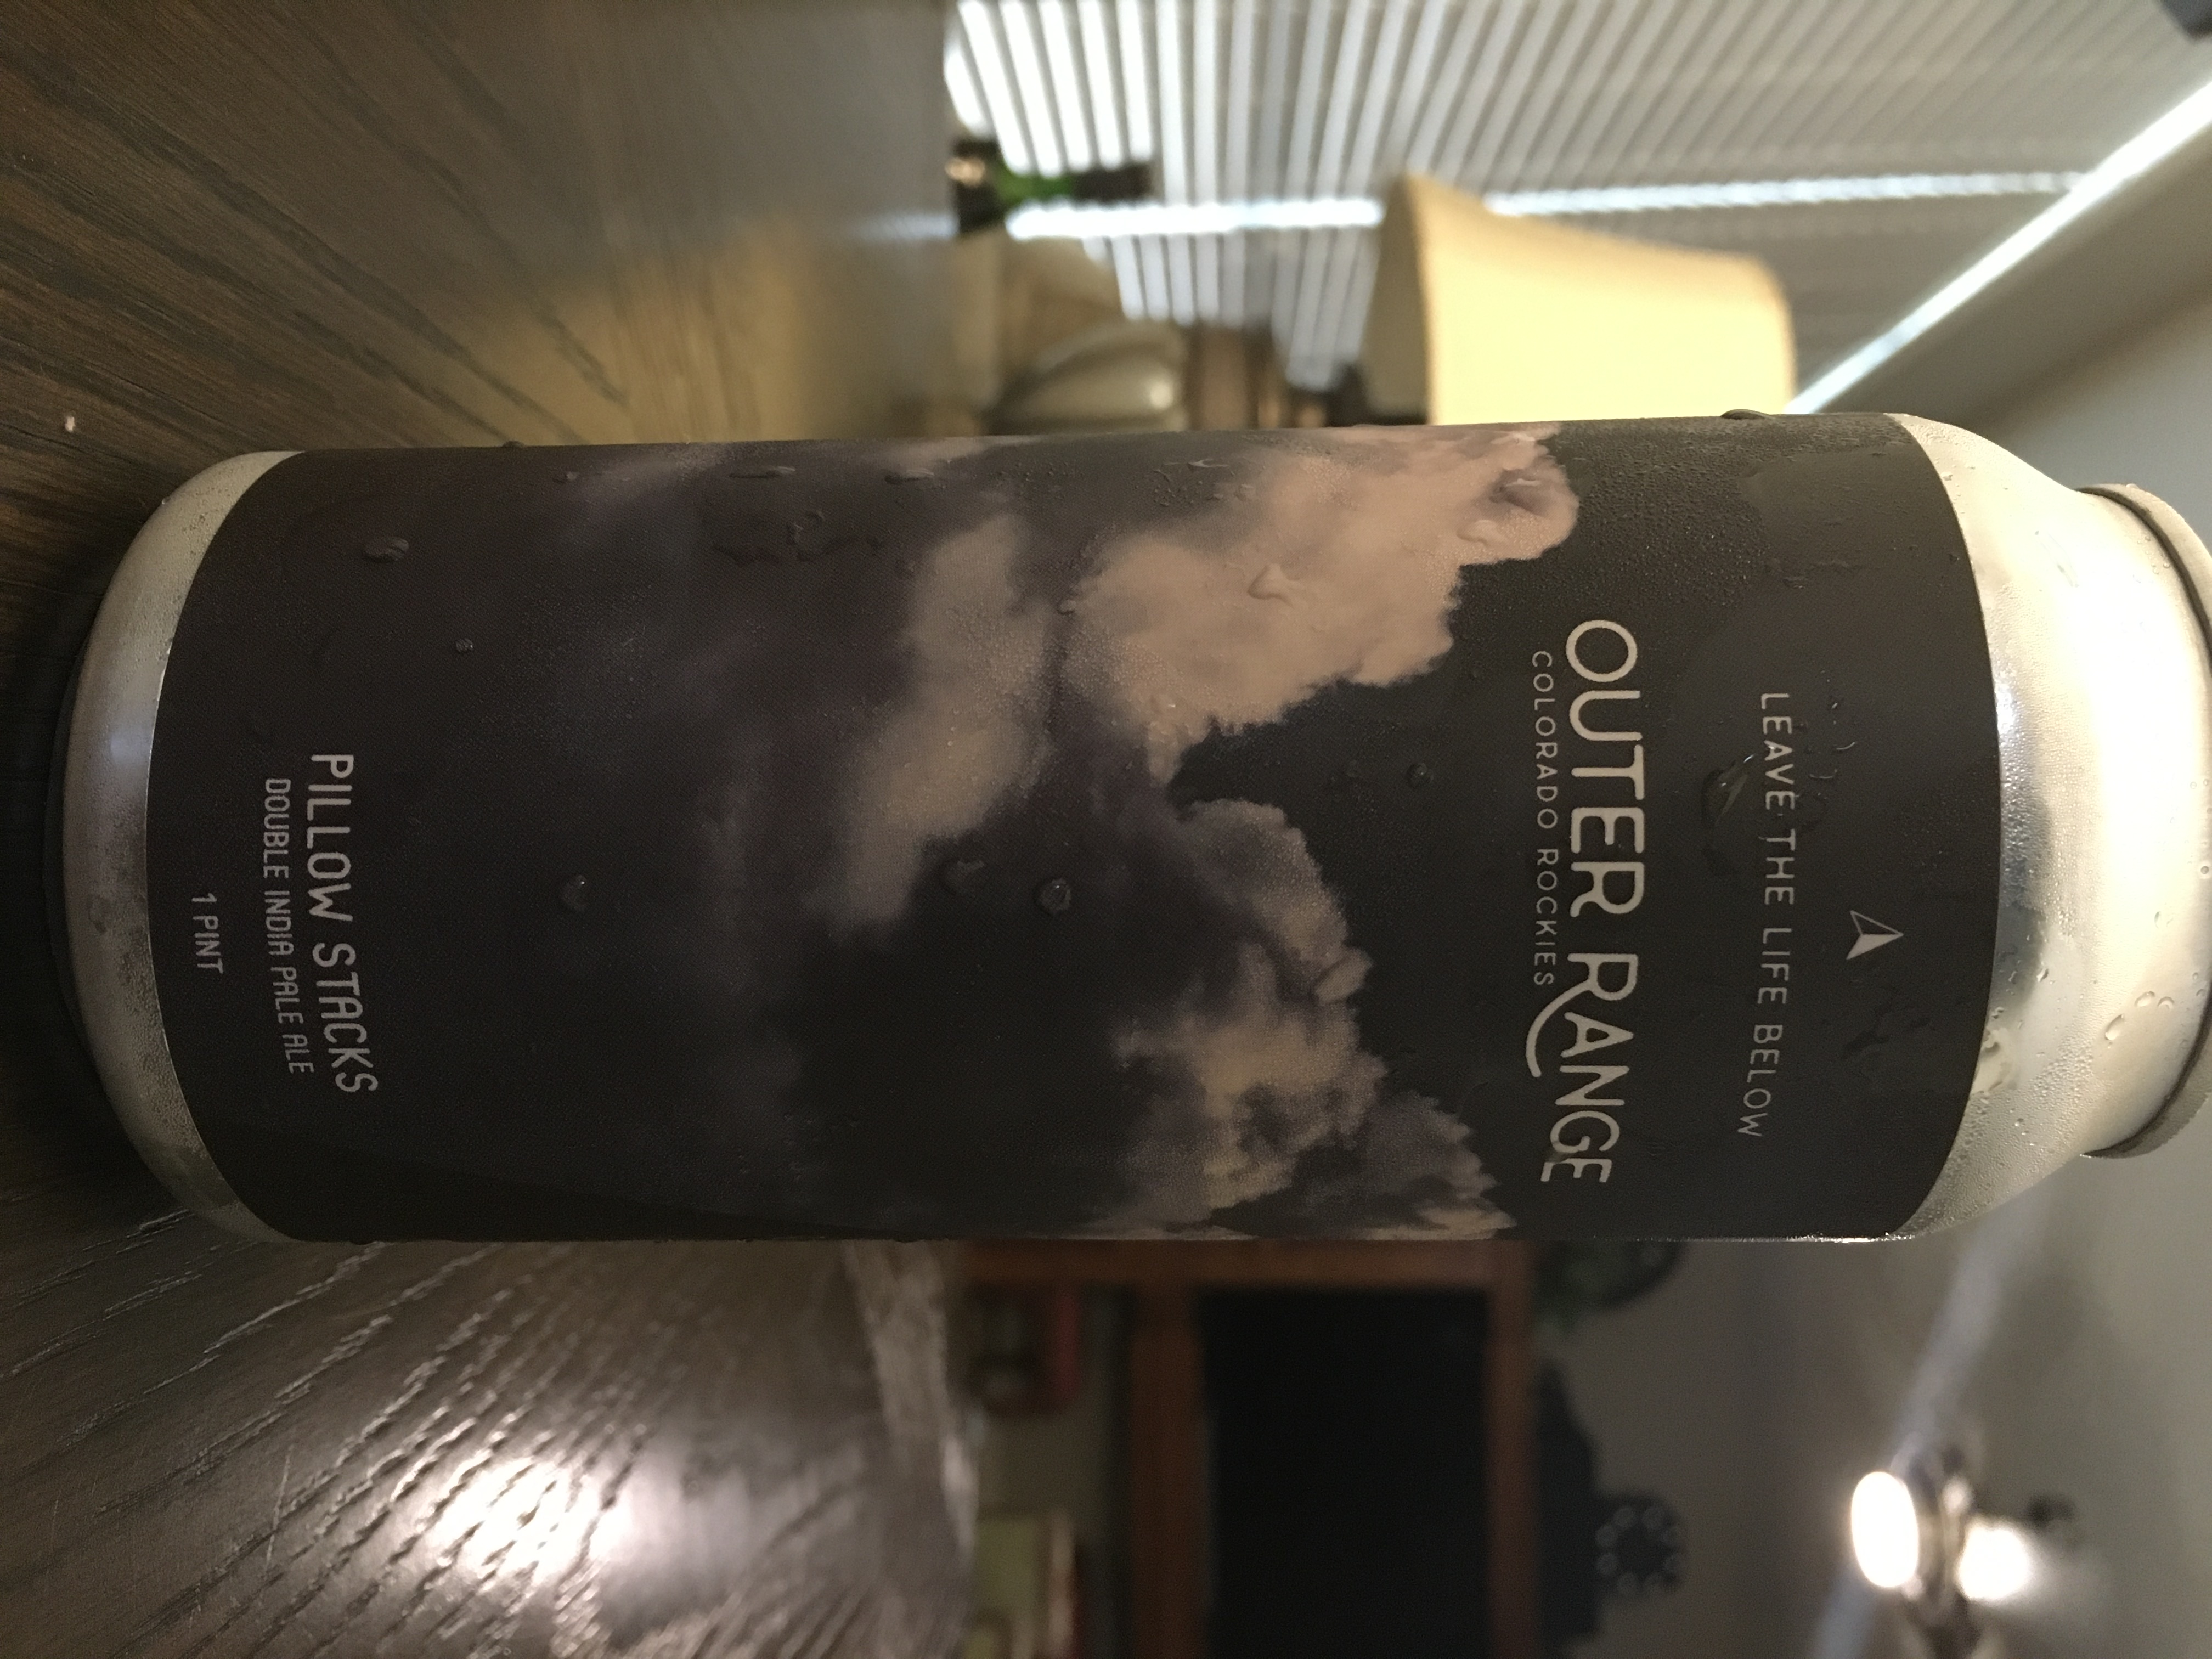 LEAVE THE LIFE BELOW
OUTER RANGE
COLORADO ROCKIES
PILLOW STACKS
DOUBLE INDIA PALE ALE
1 PINT